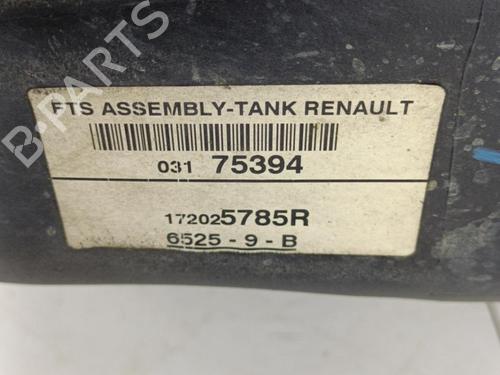 FTS ASSEMBLY-TANK RENAULT
031 75394
172025785R
6525 - 9 - B
B-PARTS